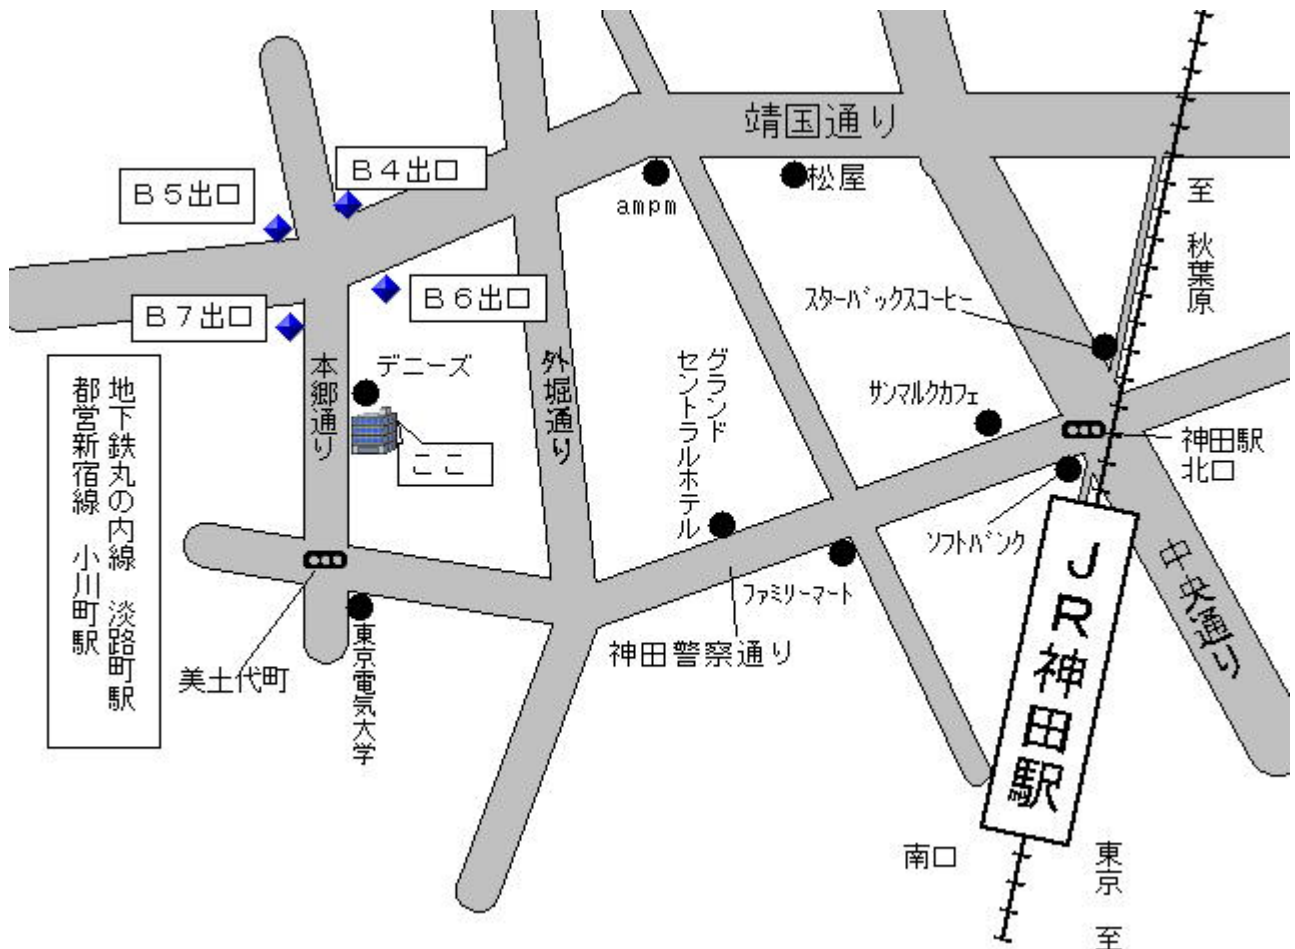 靖国通り
B4出口
B5出口
松屋
ampm
至 秋葉原
B6出口
B7出口
スターバックスコーヒー
本郷通り
デニーズ
外堀通り
グランド
セントラルホテル
サンマルクカフェ
ここ
神田駅
北口
地下鉄丸の内線 淡路町駅
都営新宿線 小川町駅
ソフトバンク
JR神田駅
中央通り
ファミリーマート
神田警察通り
美土代町
東京電気大学
南口
東京 至